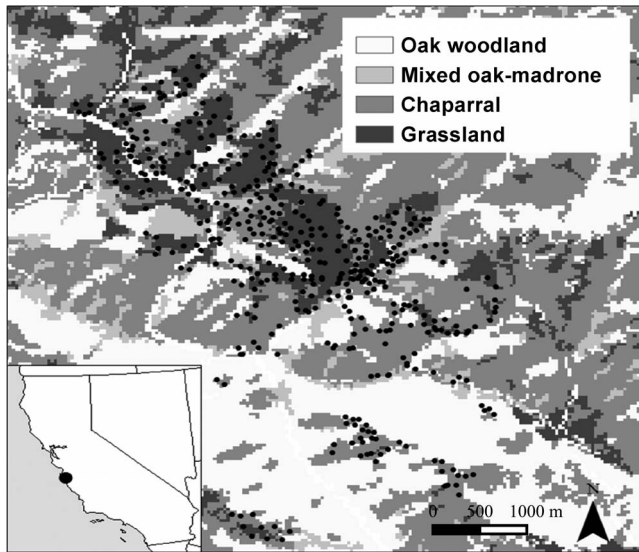 Oak woodland
Mixed oak-madrone
Chaparral
Grassland
N
0 500 1000 m